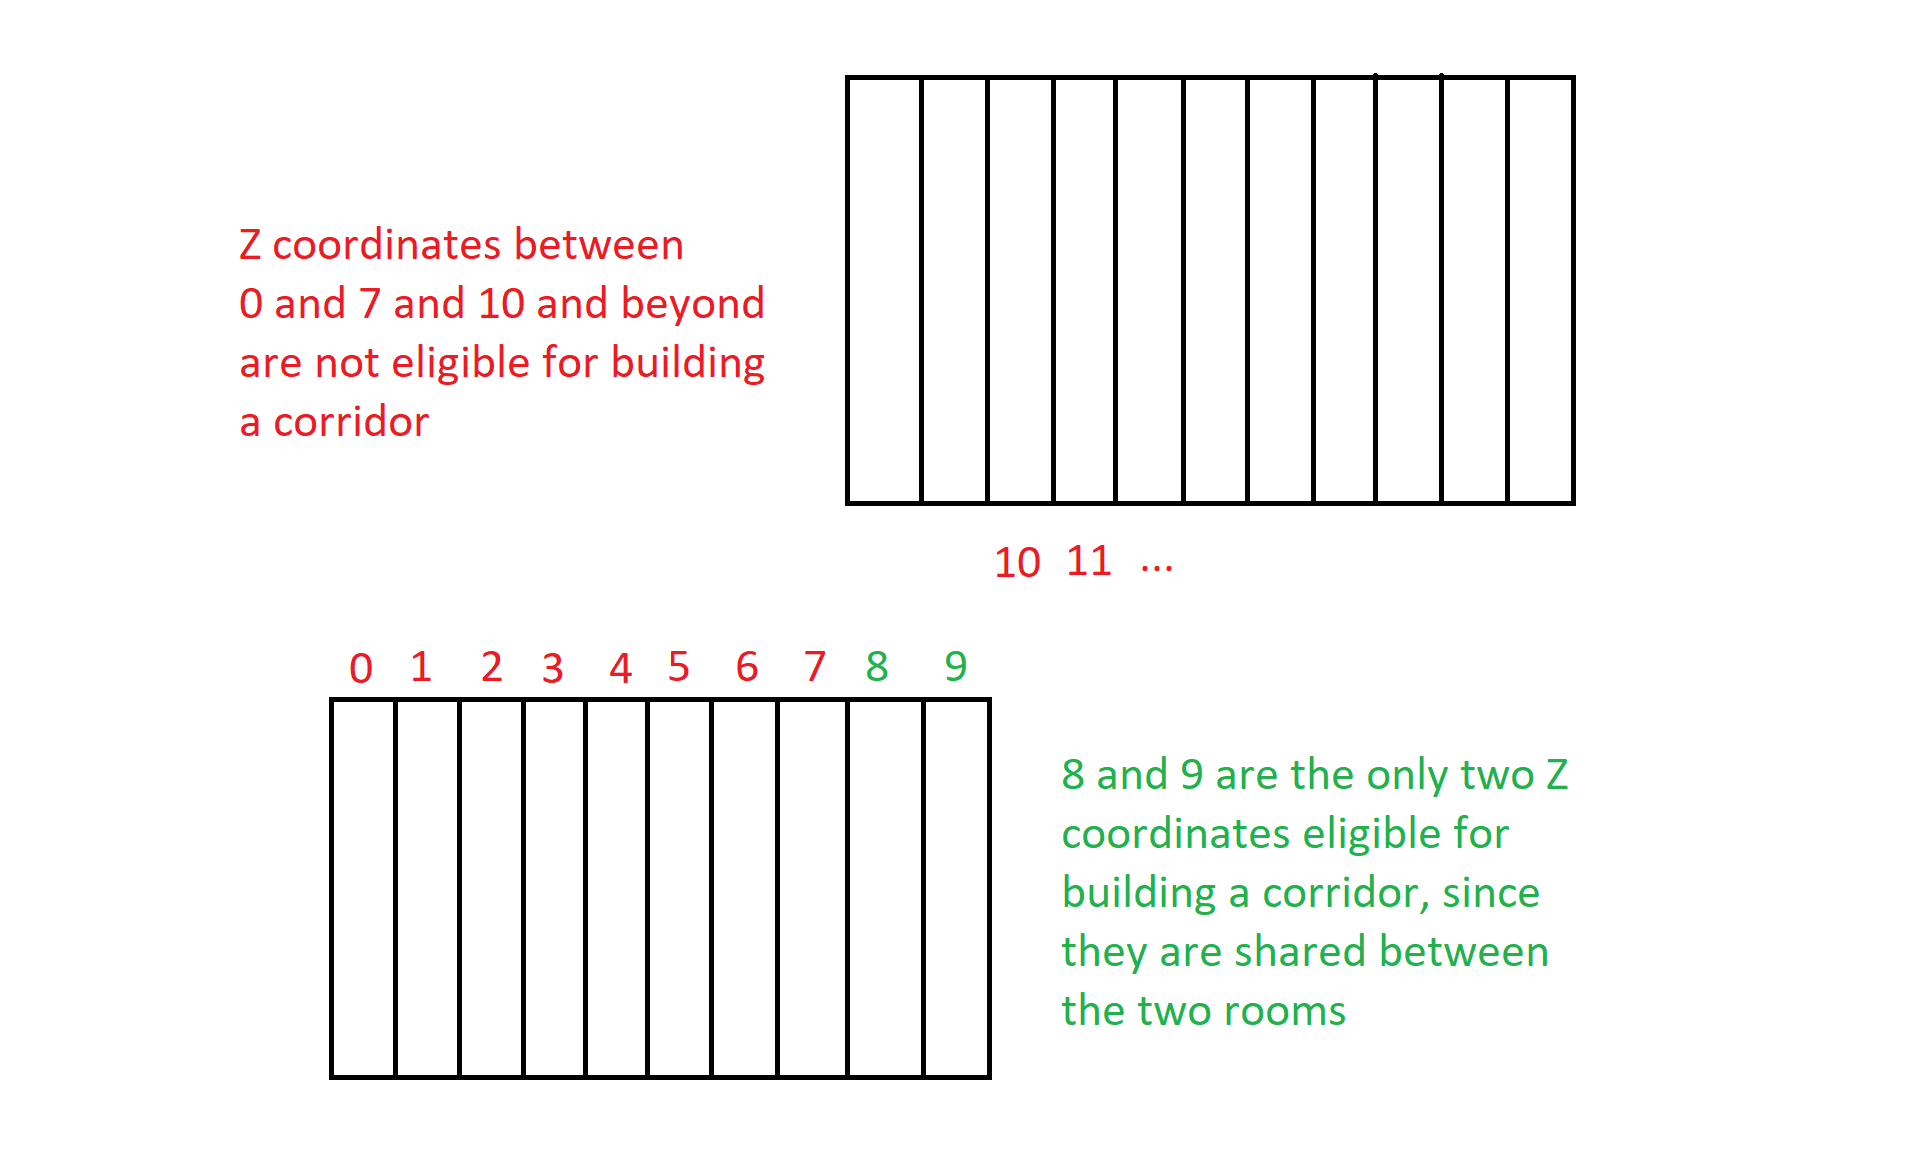 Z coordinates between
0 and 7 and 10 and beyond
are not eligible for building
a corridor
10 11 ...
0 1 2 3 4 5 6 7 8 9
8 and 9 are the only two Z
coordinates eligible for
building a corridor, since
they are shared between
the two rooms